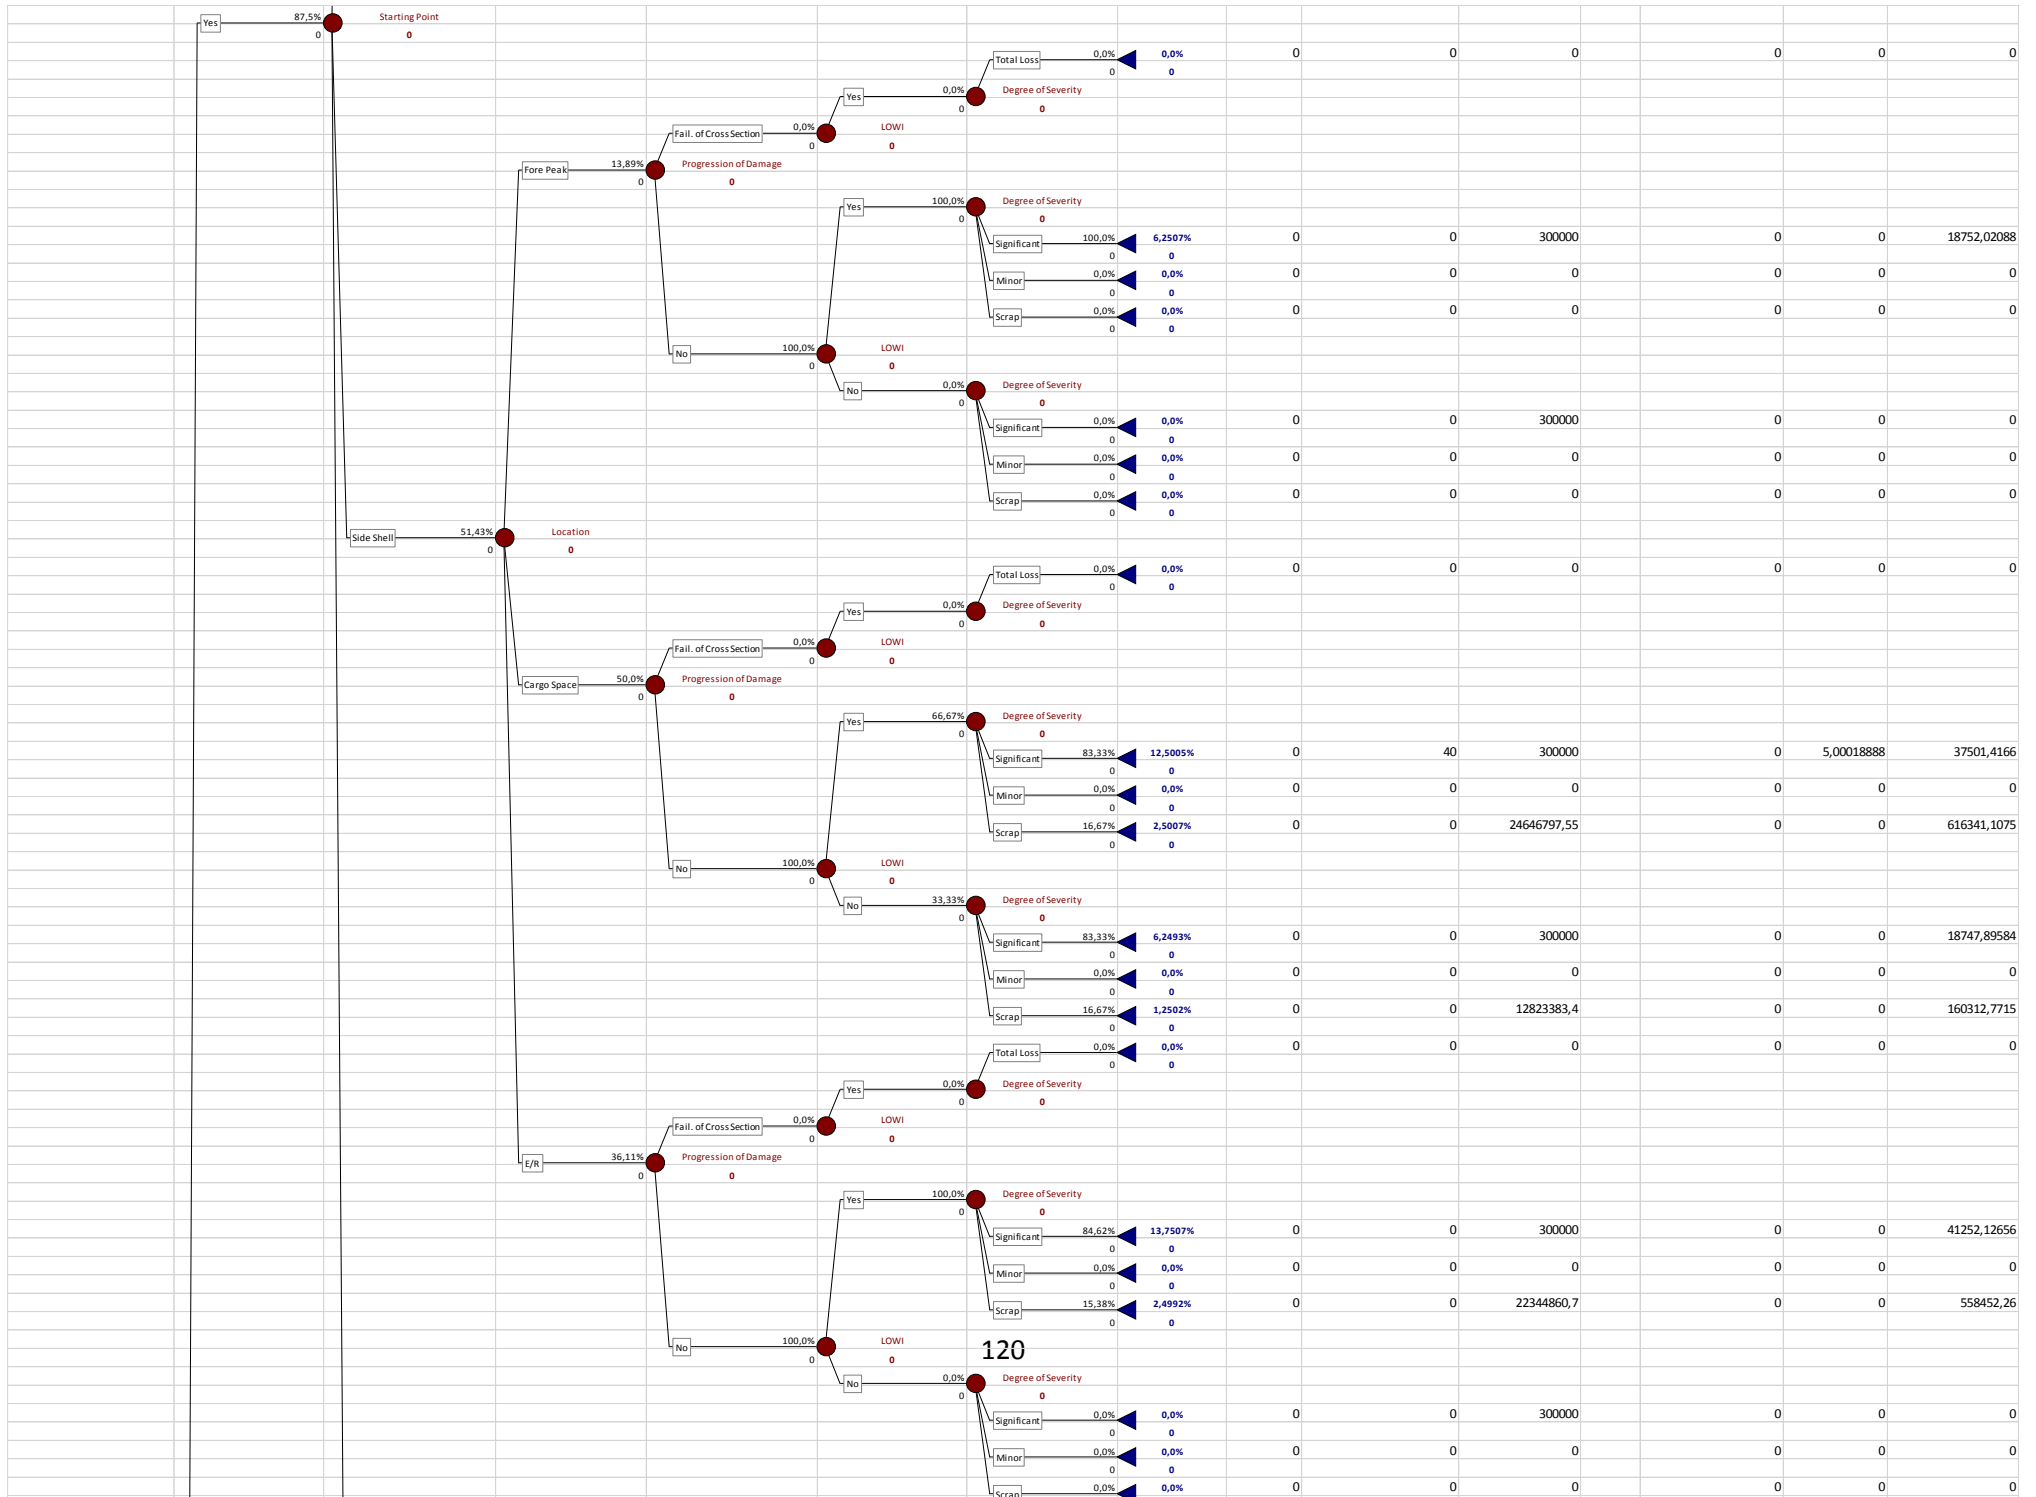 Yes 87,5% Starting Point
0 0
Total Loss 0,0% 0,0% 0 0 0 0 0 0
0 0
Yes 0,0% Degree of Severity
0 0
Fail. of Cross Section 0,0% LOWI
0 0
Fore Peak 13,89% Progression of Damage
0 0
Yes 100,0% Degree of Severity
0 0
Significant 100,0% 6,2507% 0 0 300000 0 0 18752,02088
0 0
Minor 0,0% 0,0% 0 0 0 0 0 0
0 0
Scrap 0,0% 0,0% 0 0 0 0 0 0
0 0
No 100,0% LOWI
0 0
No 0,0% Degree of Severity
0 0
Significant 0,0% 0,0% 0 0 300000 0 0 0
0 0
Minor 0,0% 0,0% 0 0 0 0 0 0
0 0
Scrap 0,0% 0,0% 0 0 0 0 0 0
0 0
Side Shell 51,43% Location
0 0
Total Loss 0,0% 0,0% 0 0 0 0 0 0
0 0
Yes 0,0% Degree of Severity
0 0
Fail. of Cross Section 0,0% LOWI
0 0
Cargo Space 50,0% Progression of Damage
0 0
Yes 66,67% Degree of Severity
0 0
Significant 83,33% 12,5005% 0 40 300000 0 5,00018888 37501,4166
0 0
Minor 0,0% 0,0% 0 0 0 0 0 0
0 0
Scrap 16,67% 2,5007% 0 0 24646797,55 0 0 616341,1075
0 0
No 100,0% LOWI
0 0
No 33,33% Degree of Severity
0 0
Significant 83,33% 6,2493% 0 0 300000 0 0 18747,89584
0 0
Minor 0,0% 0,0% 0 0 0 0 0 0
0 0
Scrap 16,67% 1,2502% 0 0 12823383,4 0 0 160312,7715
0 0
Total Loss 0,0% 0,0% 0 0 0 0 0 0
0 0
Yes 0,0% Degree of Severity
0 0
Fail. of Cross Section 0,0% LOWI
0 0
E/R 36,11% Progression of Damage
0 0
Yes 100,0% Degree of Severity
0 0
Significant 84,62% 13,7507% 0 0 300000 0 0 41252,12656
0 0
Minor 0,0% 0,0% 0 0 0 0 0 0
0 0
Scrap 15,38% 2,4992% 0 0 22344860,7 0 0 558452,26
0 0
No 100,0% LOWI 120
0 0
No 0,0% Degree of Severity
0 0
Significant 0,0% 0,0% 0 0 300000 0 0 0
0 0
Minor 0,0% 0,0% 0 0 0 0 0 0
0 0
Scrap 0,0% 0,0% 0 0 0 0 0 0